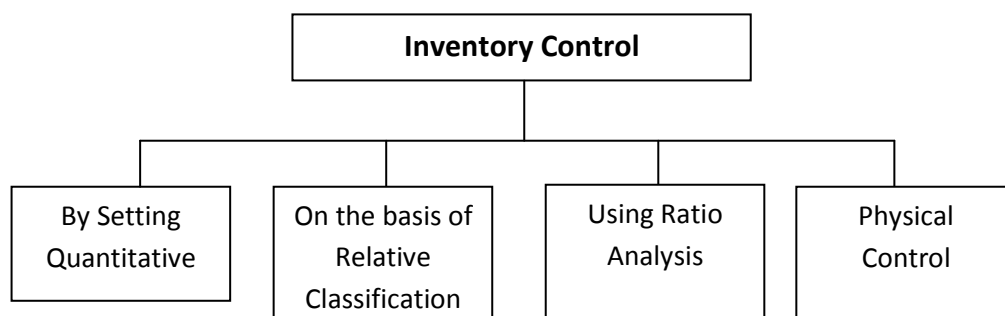 Inventory Control
By Setting
Quantitative
On the basis of
Relative
Classification
Using Ratio
Analysis
Physical
Control